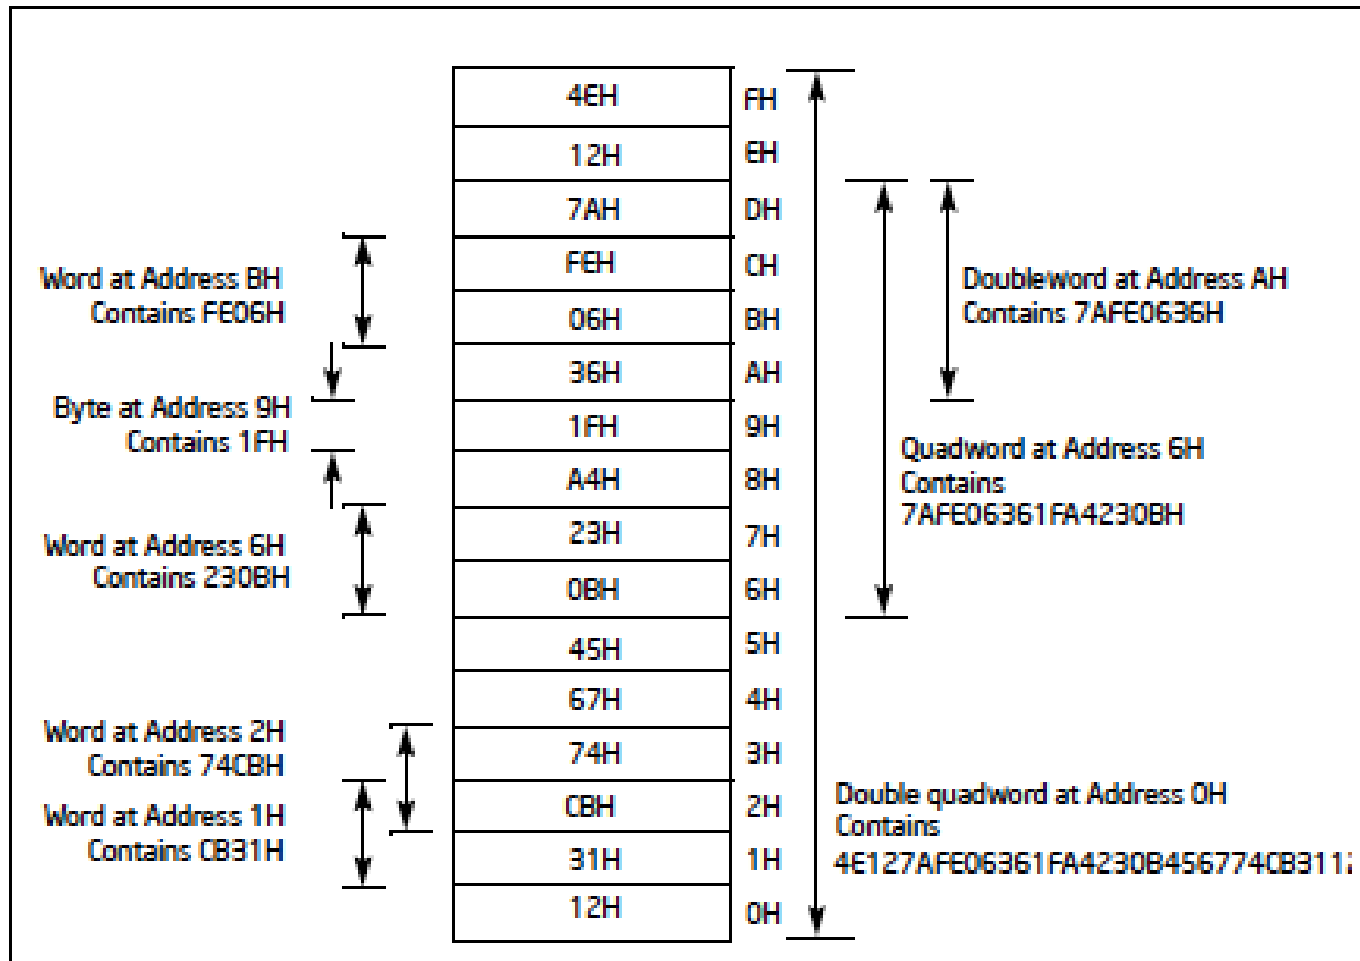 4EH
FH
12H
EH
7AH
DH
FEH
CH
06H
BH
36H
AH
1FH
9H
A4H
8H
23H
7H
0BH
6H
45H
5H
67H
4H
74H
3H
CBH
2H
31H
1H
12H
0H
Word at Address BH
Contains FE06H
Byte at Address 9H
Contains 1FH
Word at Address 6H
Contains 230BH
Word at Address 2H
Contains 74CBH
Word at Address 1H
Contains CB31H
Doubleword at Address AH
Contains 7AFE0636H
Quadword at Address 6H
Contains
7AFE06361FA4230BH
Double quadword at Address 0H
Contains
4E127AFE06361FA4230B456774CB3112